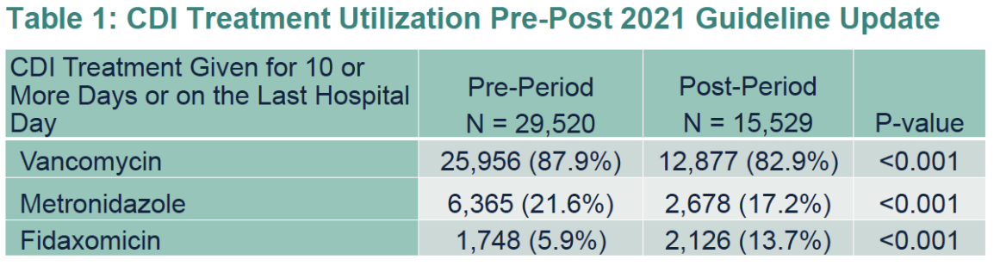 Table 1: CDI Treatment Utilization Pre-Post 2021 Guideline Update
CDI Treatment Given for 10 or
More Days or on the Last Hospital
Day
Pre-Period
N = 29,520
Post-Period
N = 15,529
P-value
Vancomycin 25,956 (87.9%) 12,877 (82.9%) <0.001
Metronidazole 6,365 (21.6%) 2,678 (17.2%) <0.001
Fidaxomicin 1,748 (5.9%) 2,126 (13.7%) <0.001